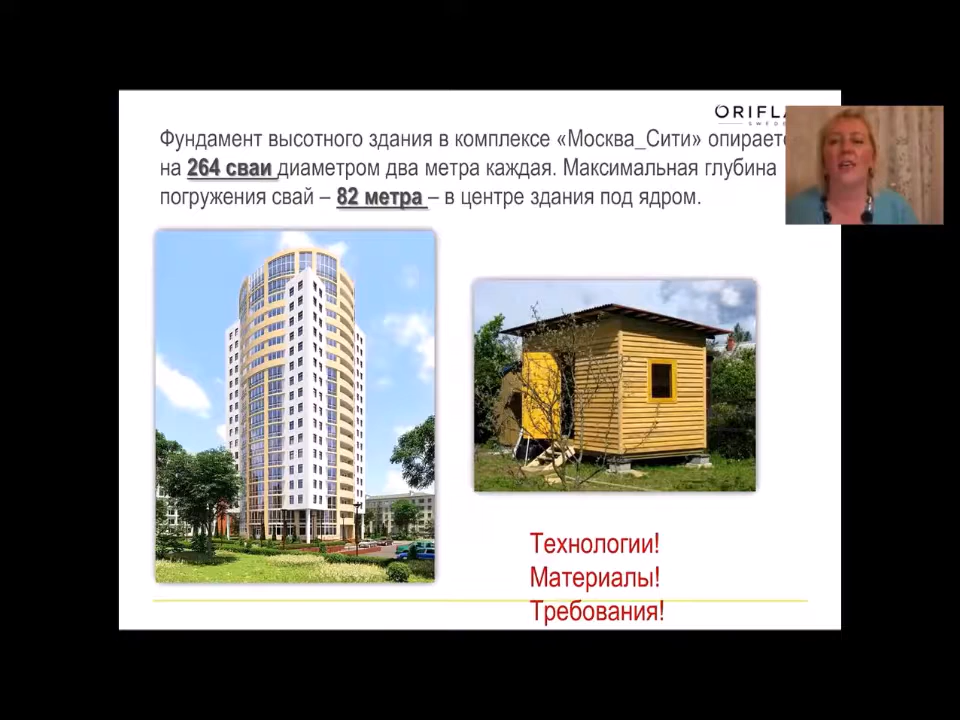 Фундамент высотного здания в комплексе «Москва_Сити» опирает
на 264 сваи диаметром два метра каждая. Максимальная глубина
погружения свай – 82 метра – в центре здания под ядром.
Технологии!
Материалы!
Требования!